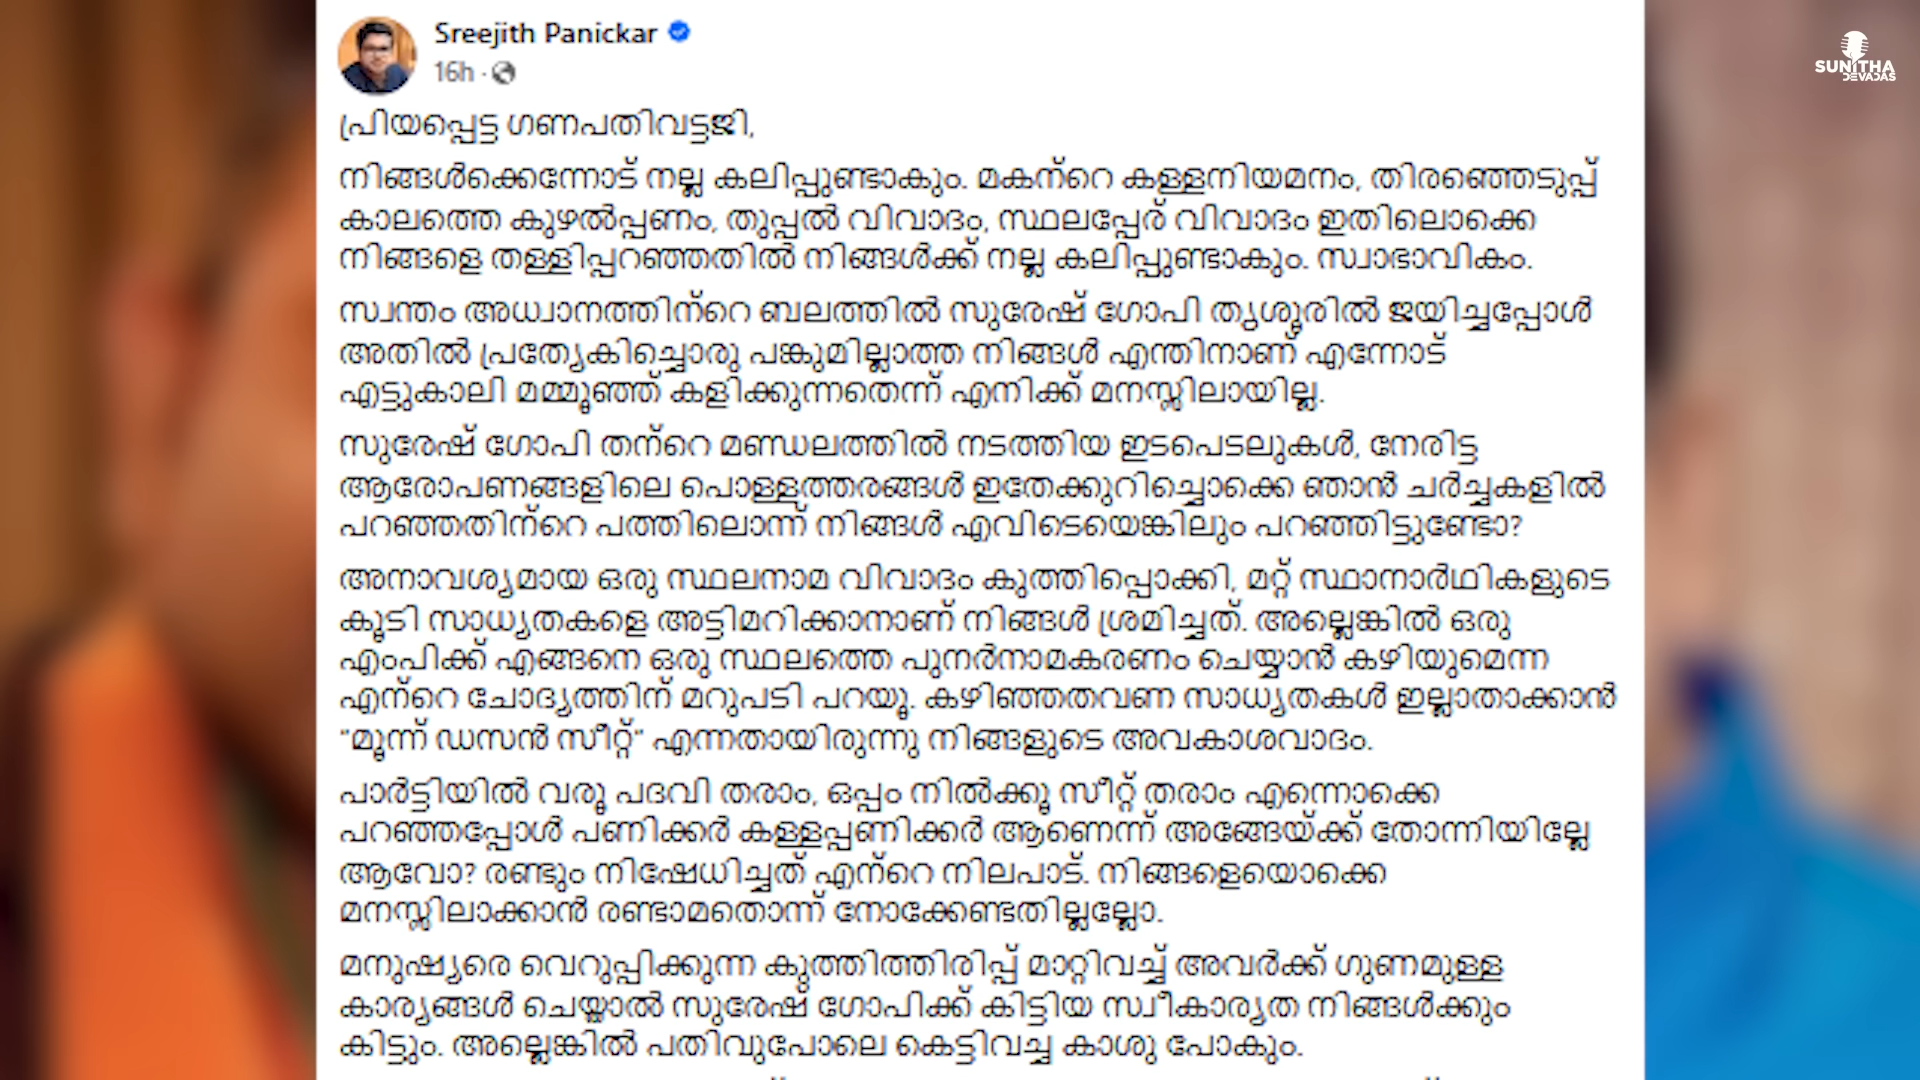 Sreejith Panickar
16h ·
SUNITHA
DEVADAS
പ്രിയപ്പെട്ട ഗണപതിവട്ടജി,
നിങ്ങൾക്കെന്നോട് നല്ല കലിപ്പുണ്ടാകും. മകന്റെ കള്ളനിയമനം, തിരഞ്ഞെടുപ്പ്
കാലത്തെ കുഴൽപ്പണം, തുപ്പൽ വിവാദം, സ്ഥലപ്പേര് വിവാദം ഇതിലൊക്കെ
നിങ്ങളെ തള്ളിപ്പറഞ്ഞതിൽ നിങ്ങൾക്ക് നല്ല കലിപ്പുണ്ടാകും. സ്വാഭാവികം.
സ്വന്തം അധ്വാനത്തിന്റെ ബലത്തിൽ സുരേഷ് ഗോപി തൃശൂരിൽ ജയിച്ചപ്പോൾ
അതിൽ പ്രത്യേകിച്ചൊരു പങ്കുമില്ലാത്ത നിങ്ങൾ എന്തിനാണ് എന്നോട്
എട്ടുകാലി മമ്മൂഞ്ഞ് കളിക്കുന്നതെന്ന് എനിക്ക് മനസ്സിലായില്ല.
സുരേഷ് ഗോപി തന്റെ മണ്ഡലത്തിൽ നടത്തിയ ഇടപെടലുകൾ, നേരിട്ട
ആരോപണങ്ങളിലെ പൊള്ളത്തരങ്ങൾ ഇതേക്കുറിച്ചൊക്കെ ഞാൻ ചർച്ചകളിൽ
പറഞ്ഞതിന്റെ പത്തിലൊന്ന് നിങ്ങൾ എവിടെയെങ്കിലും പറഞ്ഞിട്ടുണ്ടോ?
അനാവശ്യമായ ഒരു സ്ഥലനാമ വിവാദം കുത്തിപ്പൊക്കി, മറ്റ് സ്ഥാനാർഥികളുടെ
കൂടി സാധ്യതകളെ അട്ടിമറിക്കാനാണ് നിങ്ങൾ ശ്രമിച്ചത്. അല്ലെങ്കിൽ ഒരു
എംപിക്ക് എങ്ങനെ ഒരു സ്ഥലത്തെ പുനർനാമകരണം ചെയ്യാൻ കഴിയുമെന്ന
എന്റെ ചോദ്യത്തിന് മറുപടി പറയൂ. കഴിഞ്ഞതവണ സാധ്യതകൾ ഇല്ലാതാക്കാൻ
“മൂന്ന് ഡസൻ സീറ്റ്” എന്നതായിരുന്നു നിങ്ങളുടെ അവകാശവാദം.
പാർട്ടിയിൽ വരൂ പദവി തരാം, ഒപ്പം നിൽക്കൂ സീറ്റ് തരാം എന്നൊക്കെ
പറഞ്ഞപ്പോൾ പണിക്കർ കള്ളപ്പണിക്കർ ആണെന്ന് അങ്ങേയ്ക്ക് തോന്നിയില്ലേ
ആവോ? രണ്ടും നിഷേധിച്ചത് എന്റെ നിലപാട്. നിങ്ങളെയൊക്കെ
മനസ്സിലാക്കാൻ രണ്ടാമതൊന്ന് നോക്കേണ്ടതില്ലല്ലോ.
മനുഷ്യരെ വെറുപ്പിക്കുന്ന കുത്തിത്തിരിപ്പ് മാറ്റിവച്ച് അവർക്ക് ഗുണമുള്ള
കാര്യങ്ങൾ ചെയ്താൽ സുരേഷ് ഗോപിക്ക് കിട്ടിയ സ്വീകാര്യത നിങ്ങൾക്കും
കിട്ടും. അല്ലെങ്കിൽ പതിവുപോലെ കെട്ടിവച്ച കാശു പോകും.